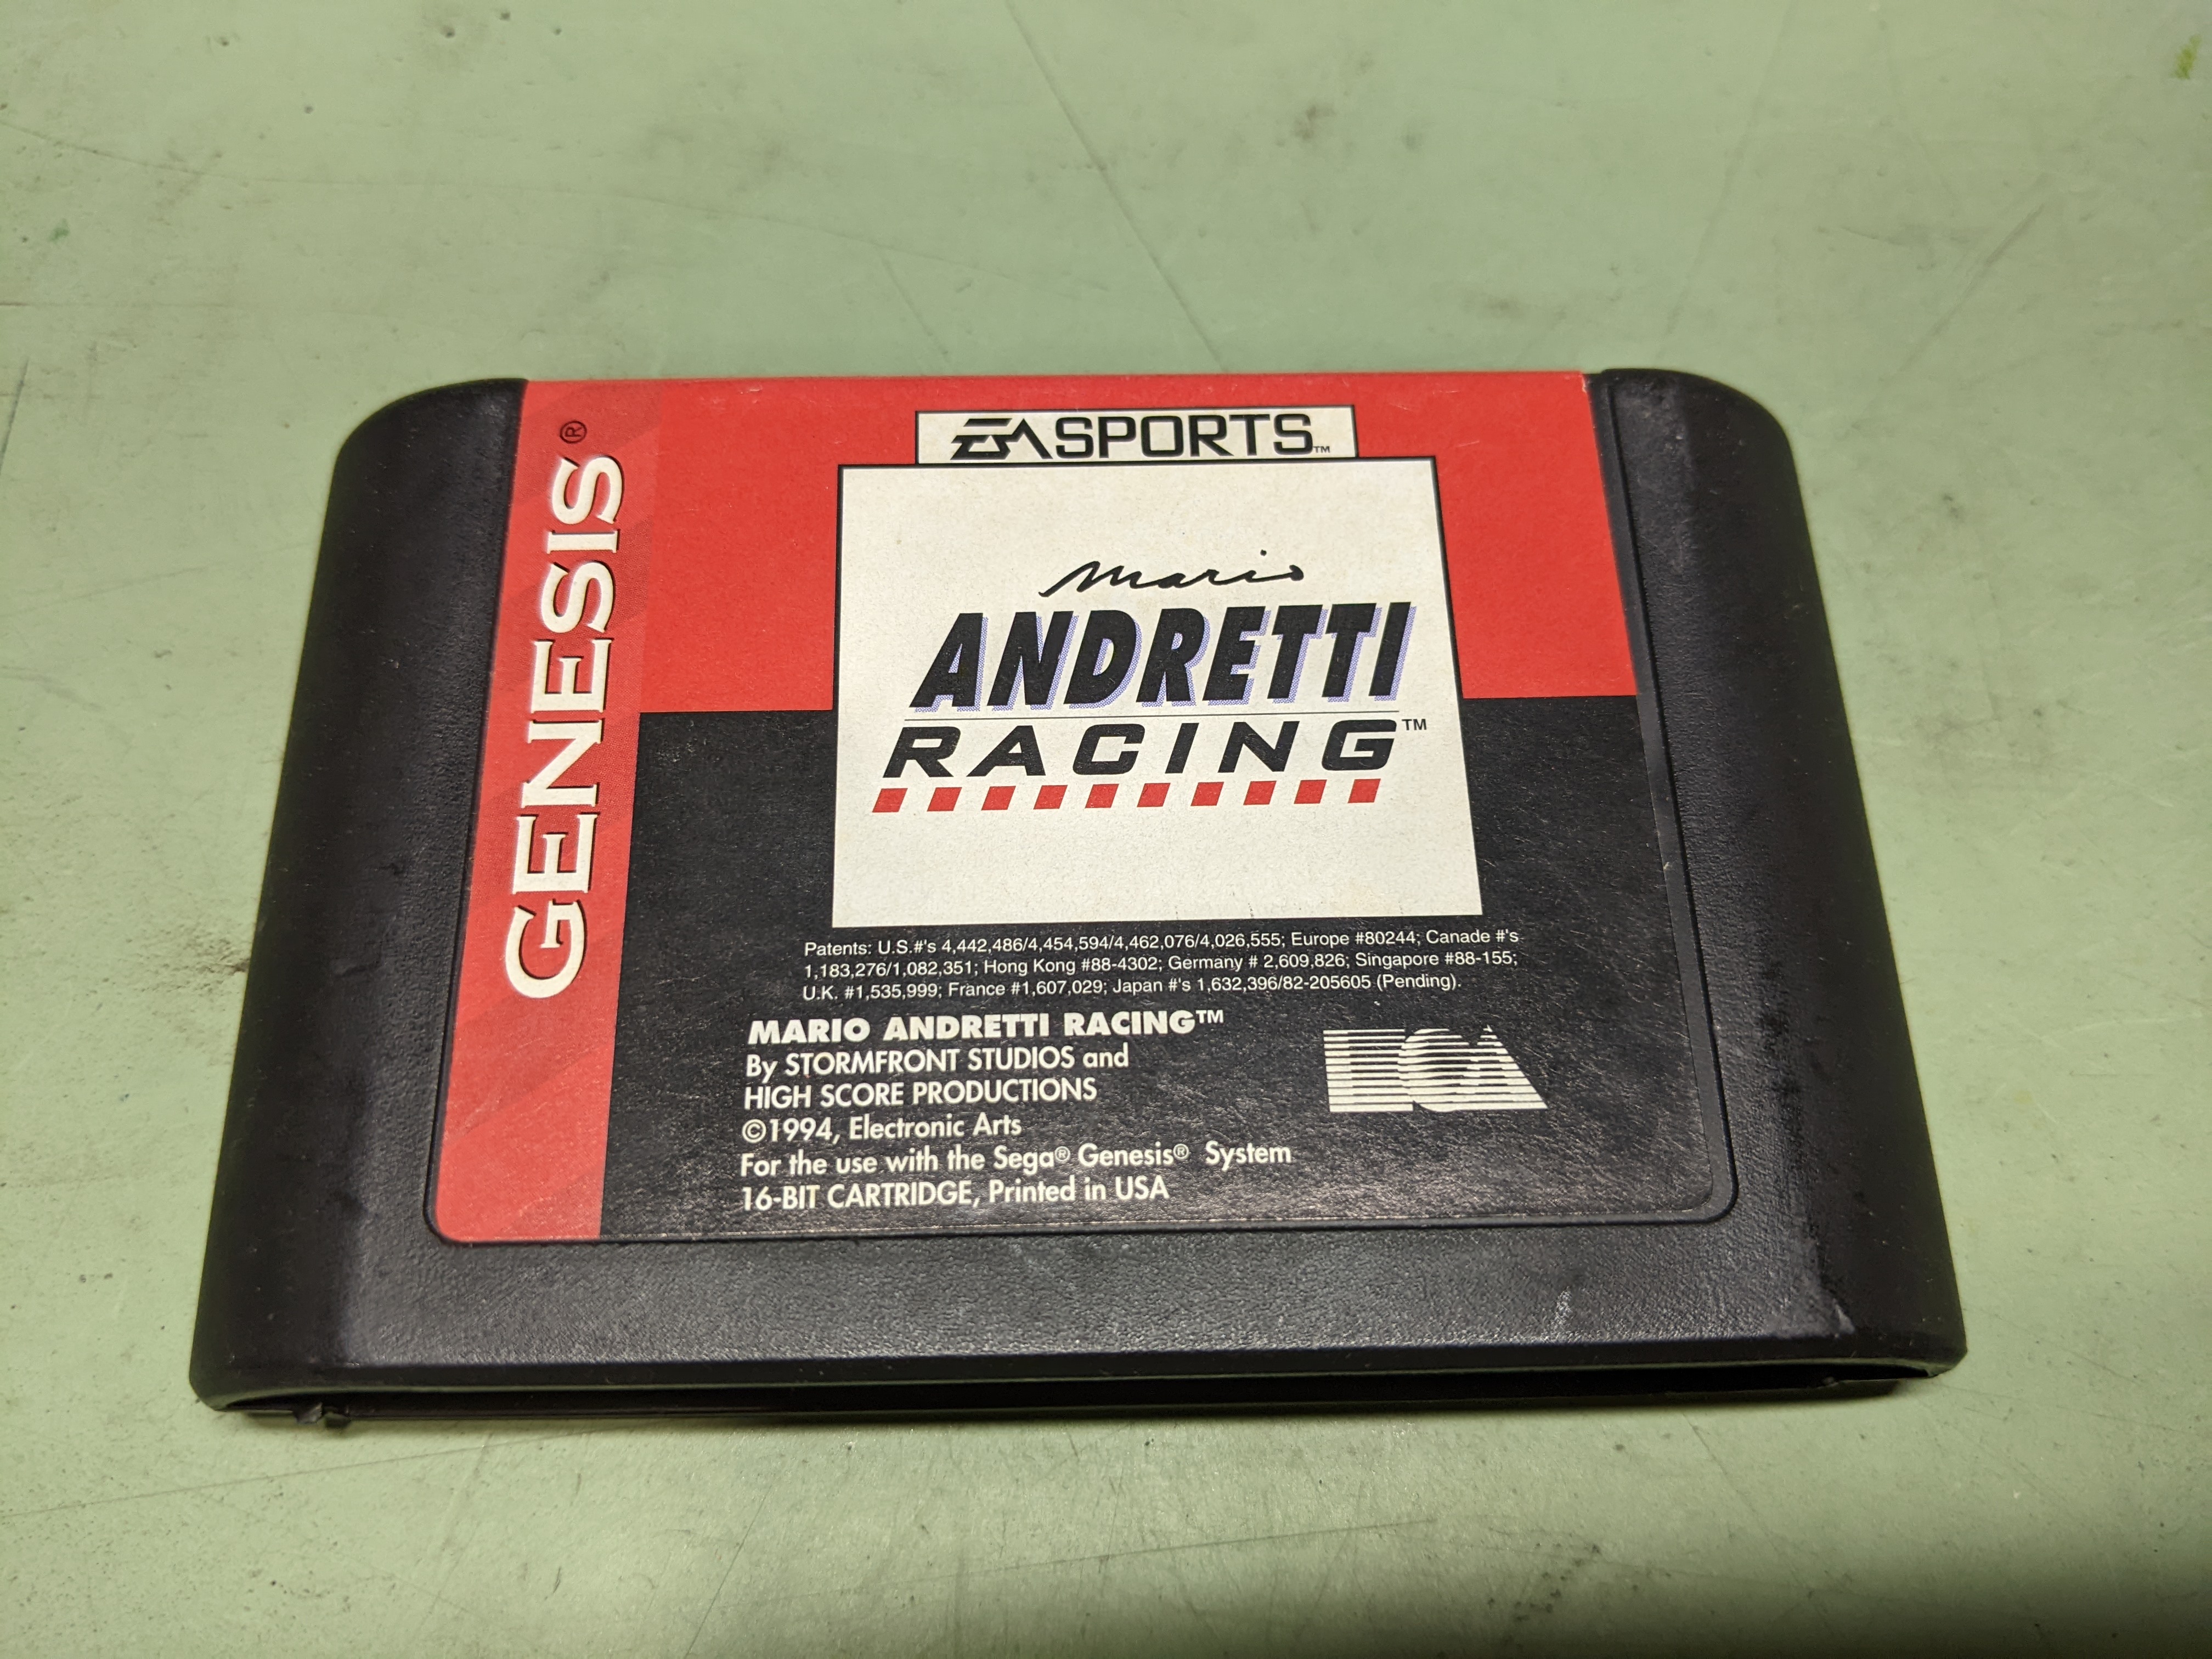 GENESIS®
EA SPORTS™
Mario
ANDRETTI
RACING™
Patents: U.S.#'s 4,442,486/4,454,594/4,462,076/4,026,555; Europe #80244; Canade #'s
1,183,276/1,082,351; Hong Kong #88-4302; Germany # 2,609,826; Singapore #88-155;
U.K. #1,535,999; France #1,607,029; Japan #'s 1,632,396/82-205605 (Pending).
MARIO ANDRETTI RACING™
By STORMFRONT STUDIOS and
HIGH SCORE PRODUCTIONS
©1994, Electronic Arts
For the use with the Sega® Genesis® System
16-BIT CARTRIDGE, Printed in USA